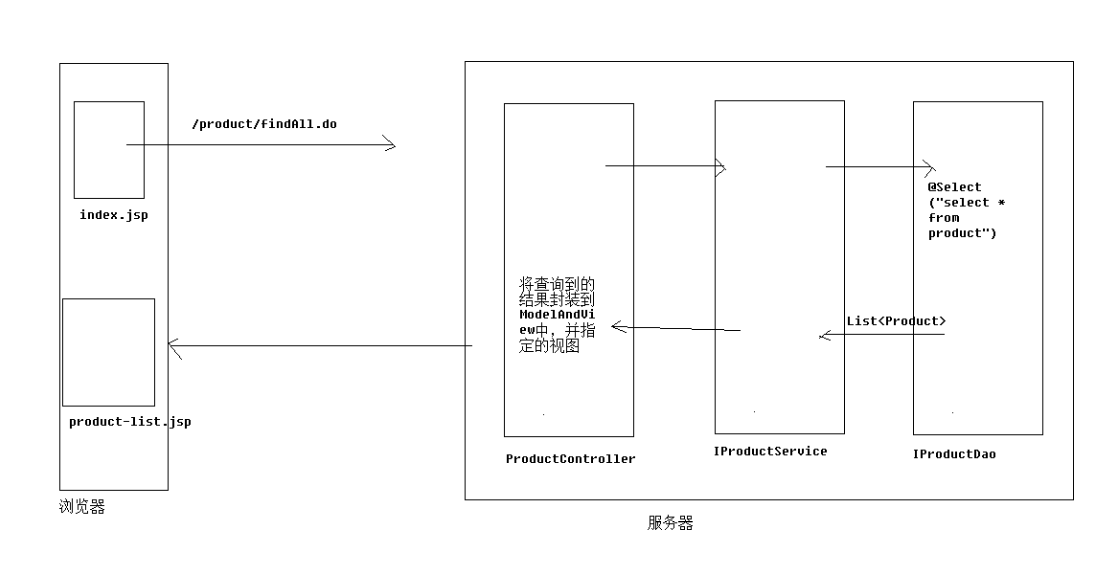 /product/findAll.do
index.jsp
@Select
("select *
from
product")
将查询到的
结果封装到
ModelAndVi
ew中，并指
定的视图
List<Product>
product-list.jsp
ProductController
IProductService
IProductDao
浏览器
服务器